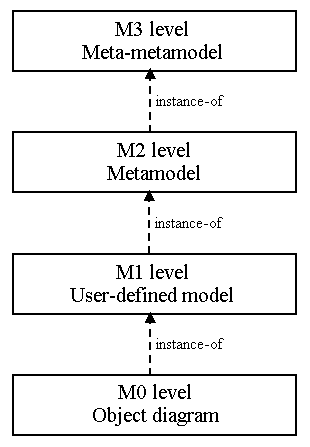 M3 level
Meta-metamodel
instance-of
M2 level
Metamodel
instance-of
M1 level
User-defined model
instance-of
M0 level
Object diagram